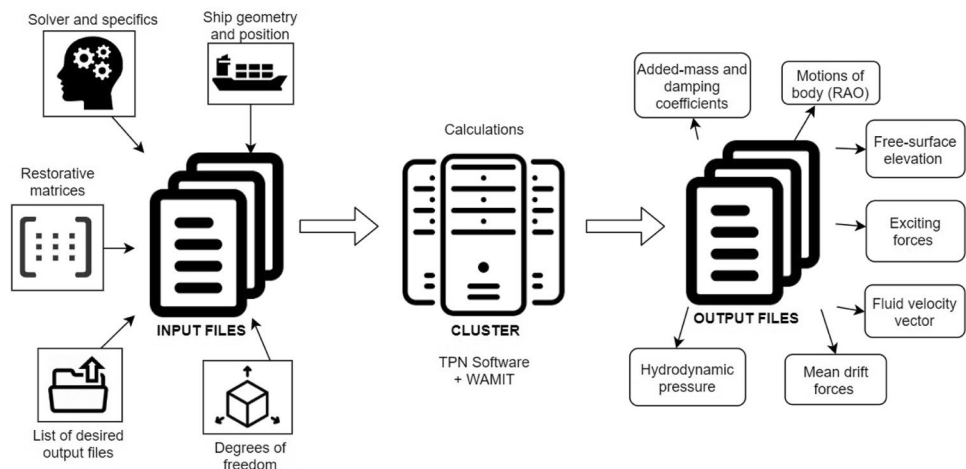 Solver and specifics
Ship geometry
and position
Restorative
matrices
INPUT FILES
List of desired
output files
Degrees of
freedom
Calculations
CLUSTER
TPN Software
+ WAMIT
Added-mass and
damping
coefficients
Motions of
body (RAO)
Free-surface
elevation
Exciting
forces
Fluid velocity
vector
OUTPUT FILES
Hydrodynamic
pressure
Mean drift
forces